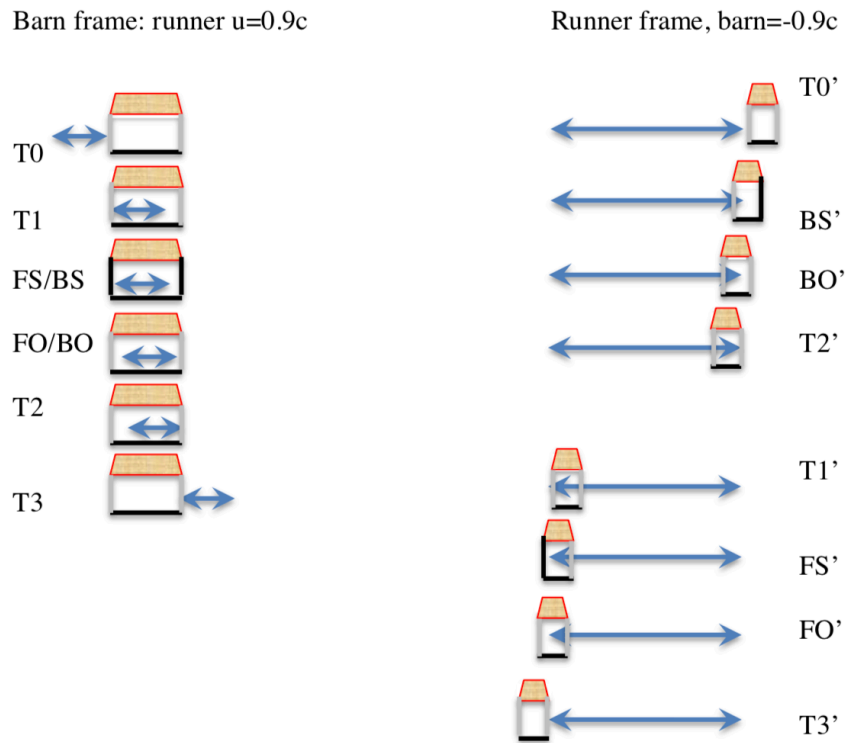 Barn frame: runner u=0.9c
T0
T1
FS/BS
FO/BO
T2
T3
Runner frame, barn=-0.9c
T0’
BS’
BO’
T2’
T1’
FS’
FO’
T3’